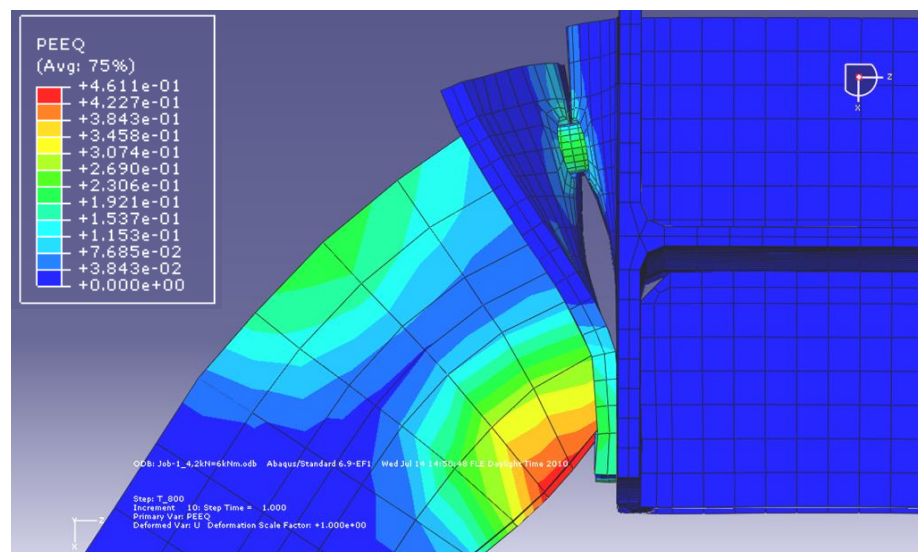 PEEQ
(Avg: 75%)
+4.611e-01
+4.227e-01
+3.843e-01
+3.458e-01
+3.074e-01
+2.690e-01
+2.306e-01
+1.921e-01
+1.537e-01
+1.153e-01
+7.685e-02
+3.843e-02
+0.000e+00
Z
X
ODB: Job-1_4,2kN=6kNm.odb Abaqus/Standard 6.9-EF1 Wed Jul 14 14:50:48 FLE Daylight Time 2010
Step: T_800
Increment 10: Step Time = 1.000
Primary Var: PEEQ
Deformed Var: U Deformation Scale Factor: +1.000e+00
Y Z
X